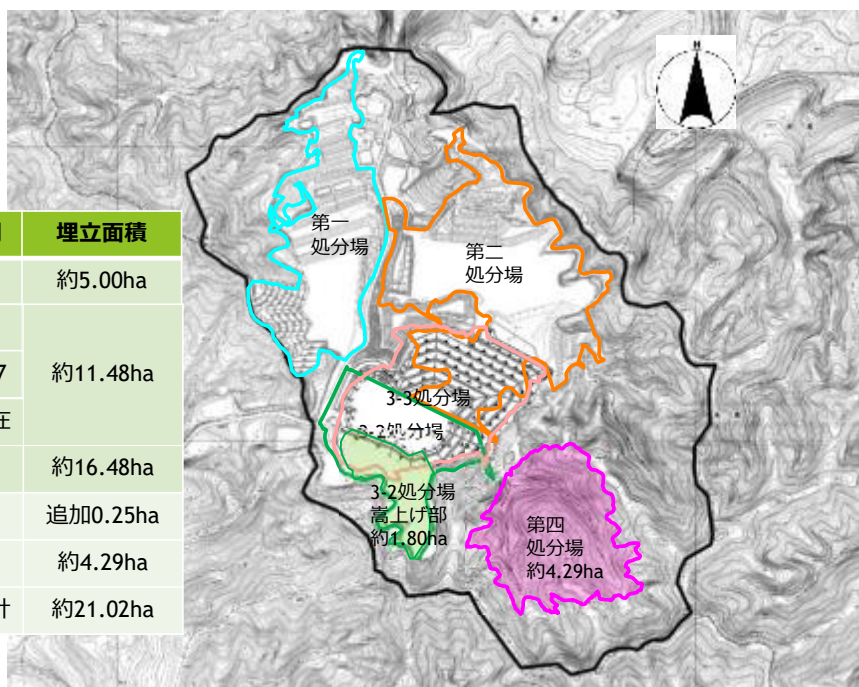 N
第一
処分場
第二
処分場
埋立面積
約5.00ha
7
約11.48ha
在
約16.48ha
追加0.25ha
約4.29ha
計
約21.02ha
3-3処分場
3-2処分場
3-2処分場
嵩上げ部
約1.80ha
第四
処分場
約4.29ha